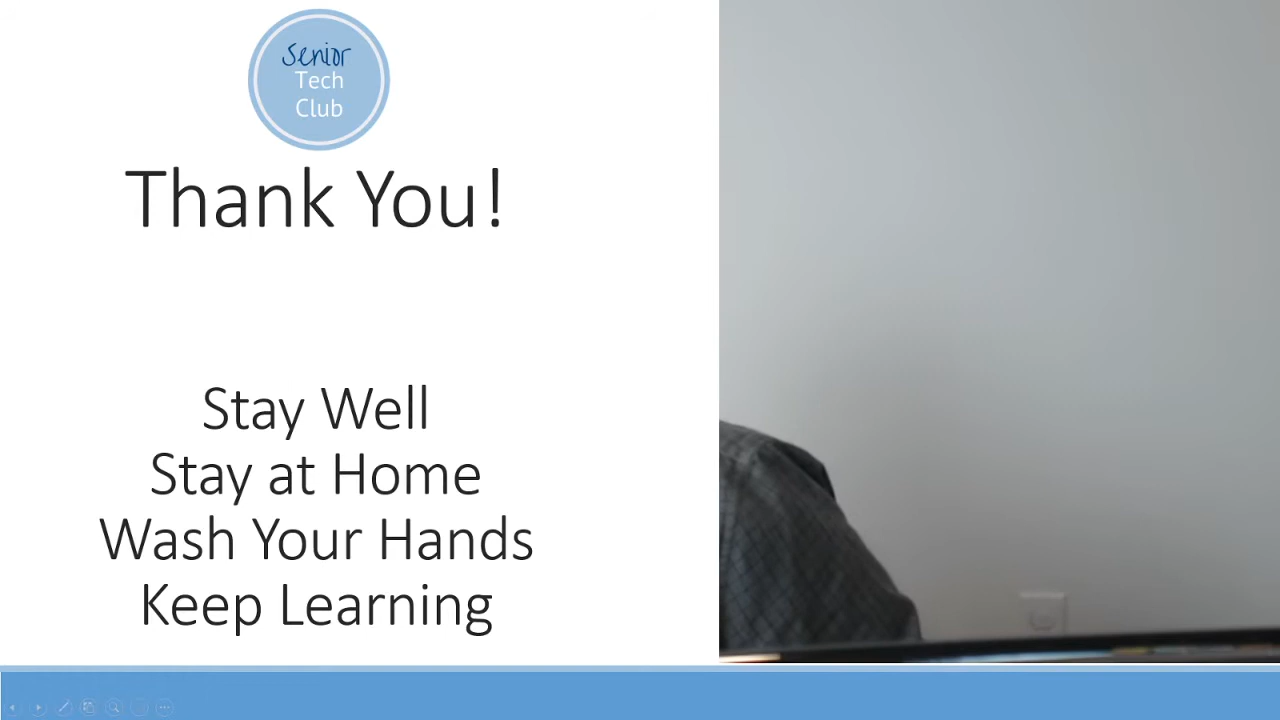 Senior
Tech
Club
Thank You!
Stay Well
Stay at Home
Wash Your Hands
Keep Learning